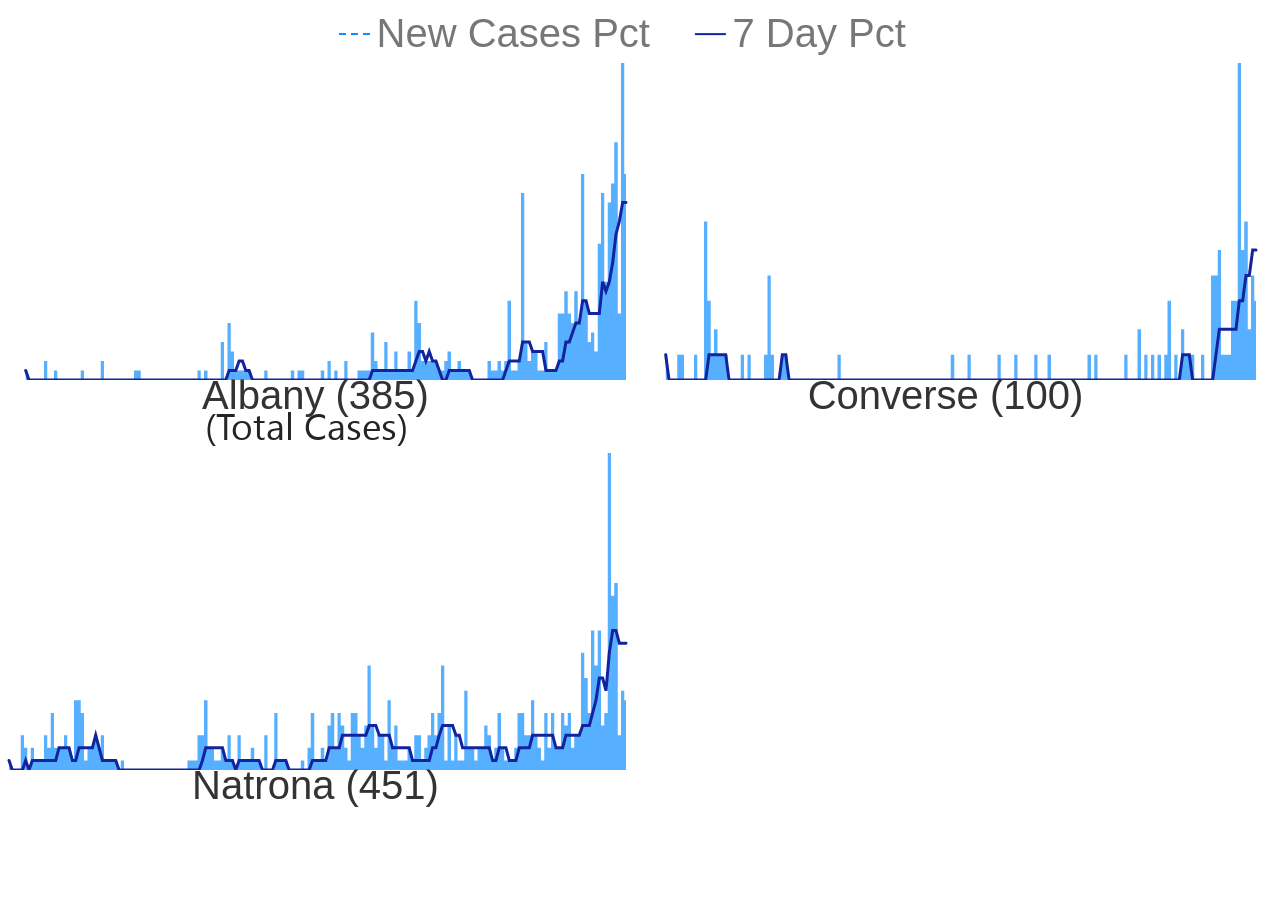 New Cases Pct 7 Day Pct
Albany (385) Converse (100)
(Total Cases)
Natrona (451)